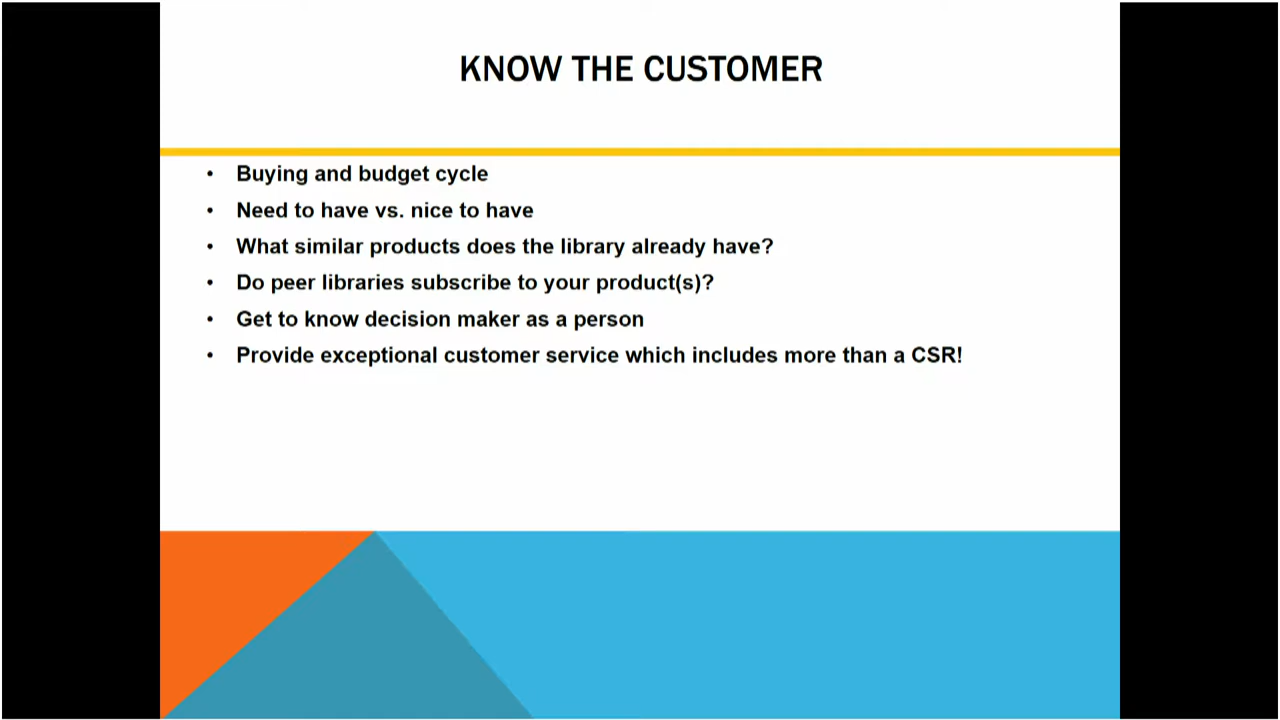 KNOW THE CUSTOMER
• Buying and budget cycle
• Need to have vs. nice to have
• What similar products does the library already have?
• Do peer libraries subscribe to your product(s)?
• Get to know decision maker as a person
• Provide exceptional customer service which includes more than a CSR!